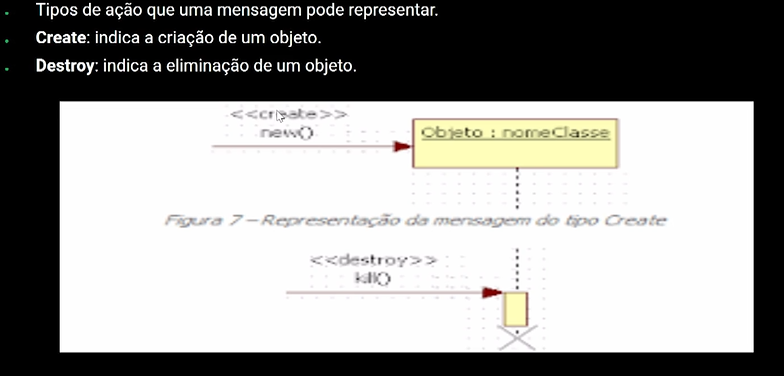 Tipos de ação que uma mensagem pode representar.
Create: indica a criação de um objeto.
Destroy: indica a eliminação de um objeto.
<<create>>
new()
Objeto : nomeClasse
Figura 7 – Representação da mensagem do tipo Create
<<destroy>>
kill()